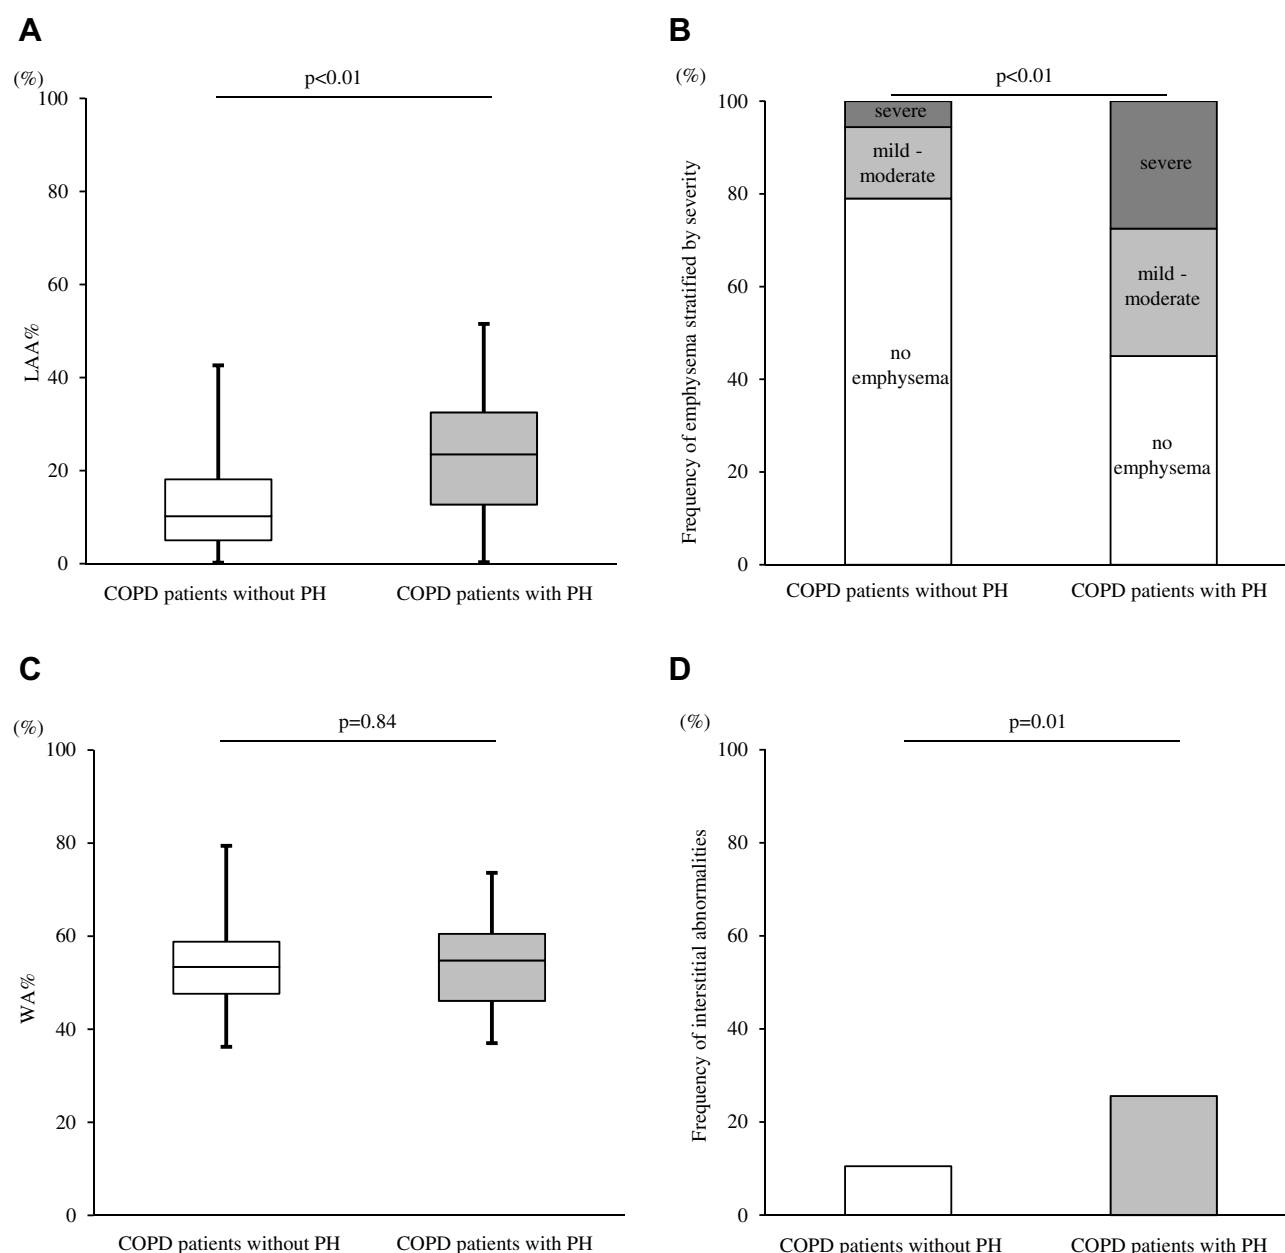 A
(%)
p<0.01
100
80
60
40
20
0
LAA%
COPD patients without PH
COPD patients with PH
B
(%)
p<0.01
100
80
60
40
20
0
Frequency of emphysema stratified by severity
severe
mild -
moderate
no
emphysema
severe
mild -
moderate
no
emphysema
COPD patients without PH
COPD patients with PH
C
(%)
p=0.84
100
80
60
40
20
0
WA%
COPD patients without PH
COPD patients with PH
D
(%)
p=0.01
100
80
60
40
20
0
Frequency of interstitial abnormalities
COPD patients without PH
COPD patients with PH